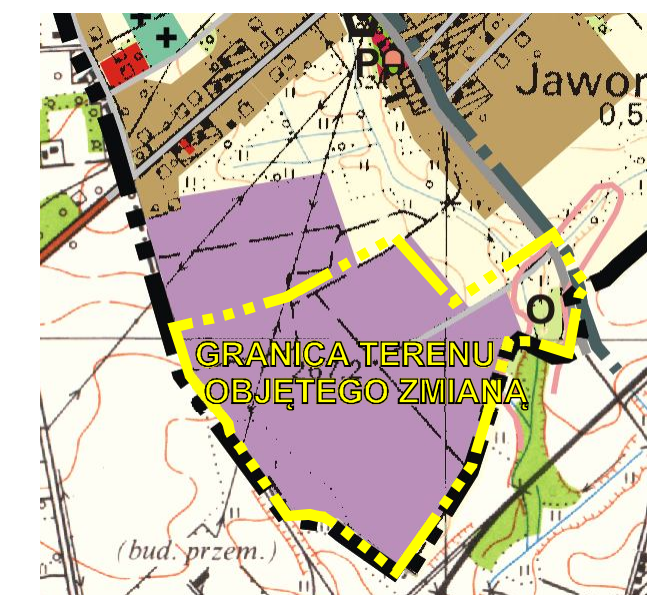 P
Jawor
0,5
O
GRANICA TERENU
OBJĘTEGO ZMIANĄ
(bud. przem.)